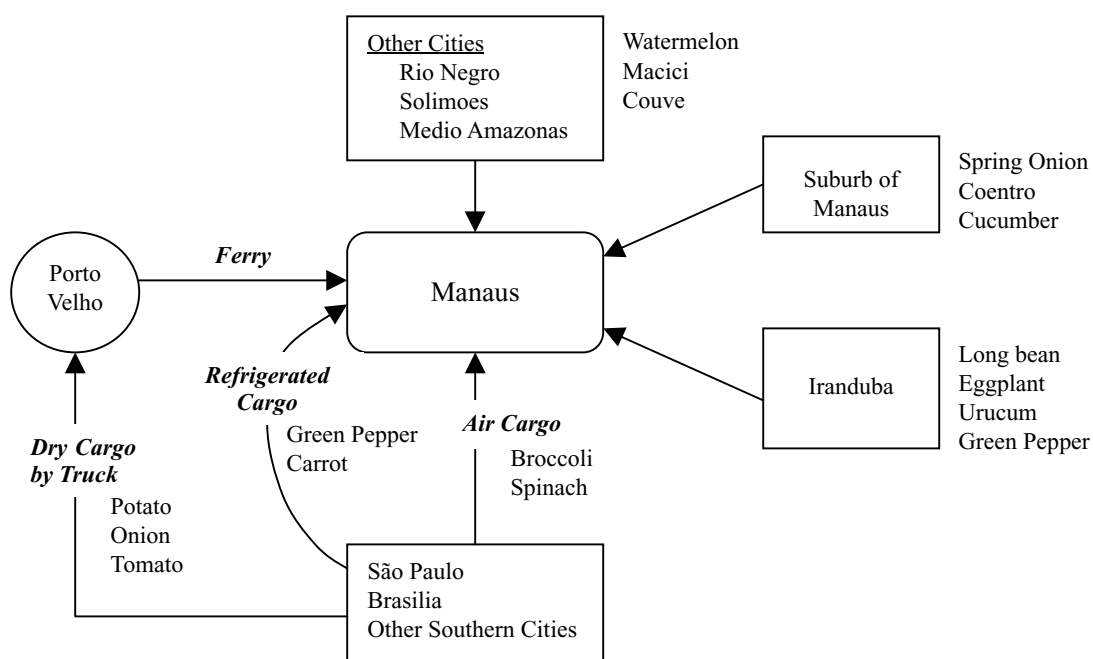 Other Cities
Rio Negro
Solimoes
Medio Amazonas
Watermelon
Macici
Couve
Suburb of
Manaus
Spring Onion
Coentro
Cucumber
Porto
Velho
Ferry
Manaus
Iranduba
Long bean
Eggplant
Urucum
Green Pepper
Refrigerated
Cargo
Green Pepper
Carrot
Air Cargo
Broccoli
Spinach
Dry Cargo
by Truck
Potato
Onion
Tomato
São Paulo
Brasilia
Other Southern Cities